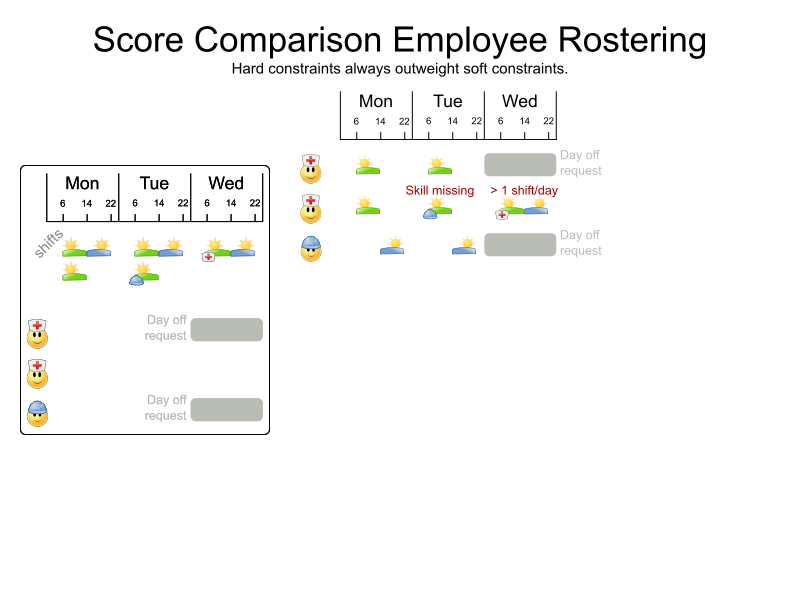 Score Comparison Employee Rostering
Hard constraints always outweight soft constraints.
Mon Tue Wed
6 14 22 6 14 22 6 14 22
Day off
request
Skill missing > 1 shift/day
Day off
request
Mon Tue Wed
6 14 22 6 14 22 6 14 22
shifts
Day off
request
Day off
request